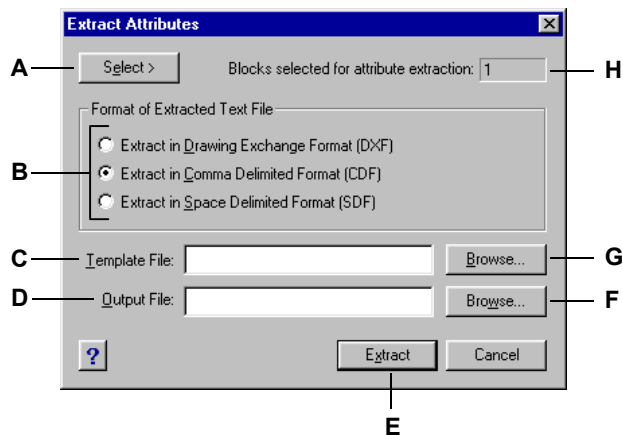 Extract Attributes
A Select > Blocks selected for attribute extraction: 1 H
Format of Extracted Text File
Extract in Drawing Exchange Format (DXF)
B Extract in Comma Delimited Format (CDF)
Extract in Space Delimited Format (SDF)
C Template File: Browse... G
D Output File: Browse... F
? Extract Cancel
E